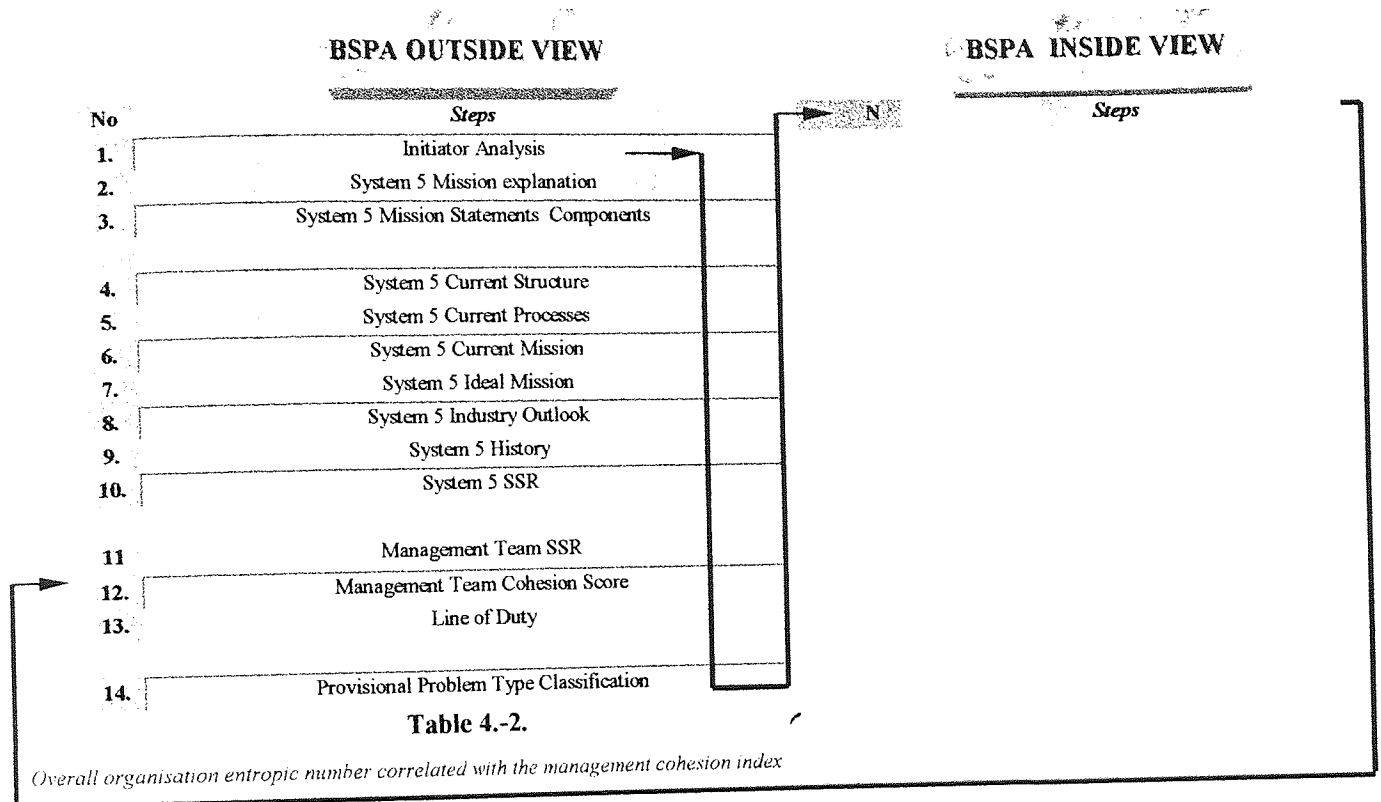 BSPA OUTSIDE VIEW
BSPA INSIDE VIEW
No Steps N Steps
1. Initiator Analysis
2. System 5 Mission explanation
3. System 5 Mission Statements Components
4. System 5 Current Structure
5. System 5 Current Processes
6. System 5 Current Mission
7. System 5 Ideal Mission
8. System 5 Industry Outlook
9. System 5 History
10. System 5 SSR
11 Management Team SSR
12. Management Team Cohesion Score
13. Line of Duty
14. Provisional Problem Type Classification
Table 4.-2.
Overall organisation entropic number correlated with the management cohesion index